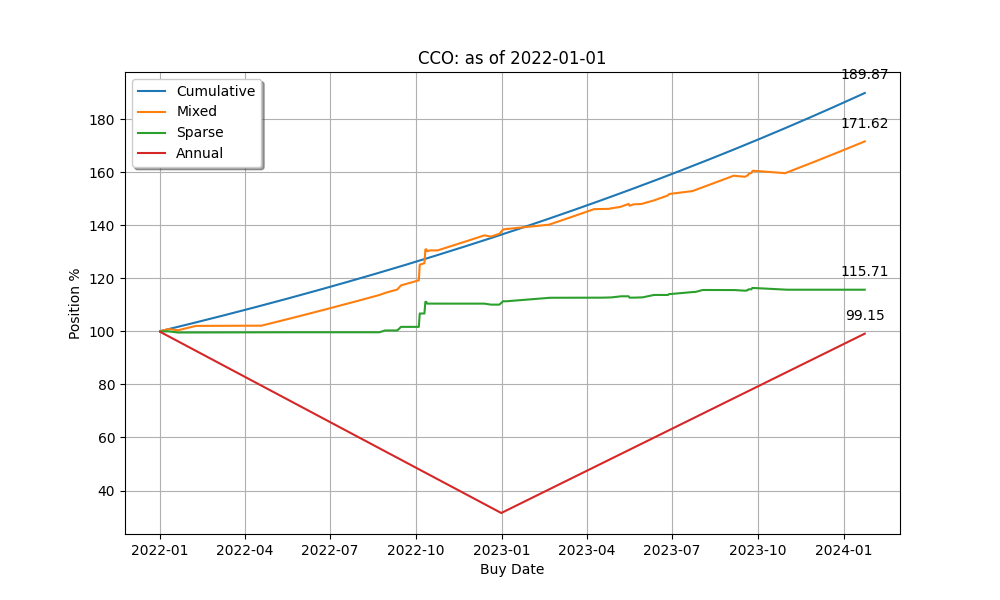 CCO: as of 2022-01-01
189.87
171.62
115.71
99.15
Cumulative
Mixed
Sparse
Annual
Position %
180
160
140
120
100
80
60
40
2022-01 2022-04 2022-07 2022-10 2023-01 2023-04 2023-07 2023-10 2024-01
Buy Date